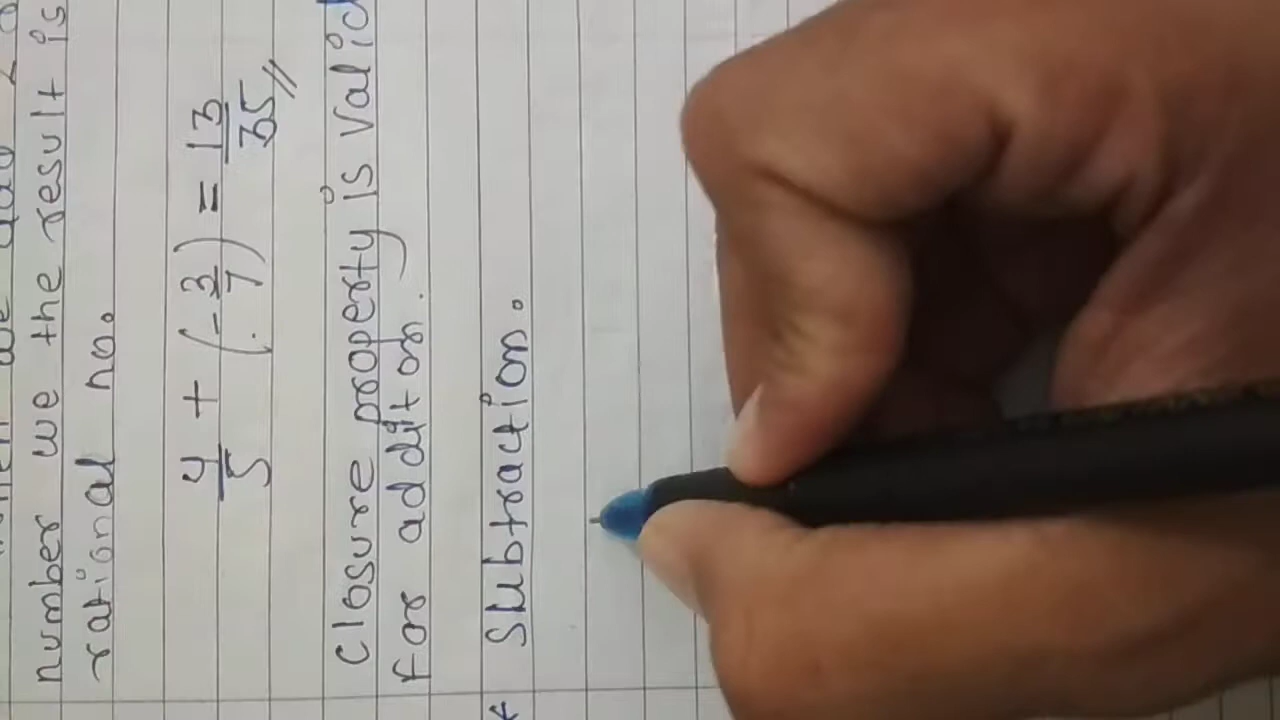 number we the result is
rational no.
4/5 + (-3/7) = 13/35
Closure property is valid
for additon.
* Subtraction.